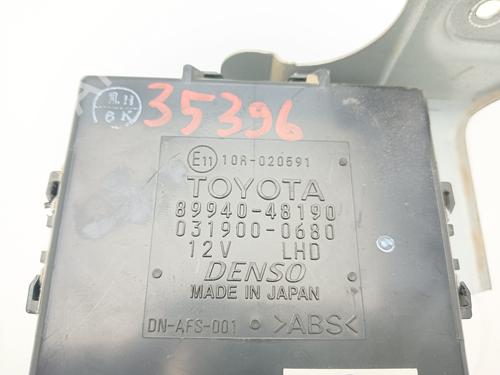 35396
E11 10R-020591
TOYOTA
89940-48190
031900-0680
12V LHD
DENSO
MADE IN JAPAN
DN-AFS-001 >ABS<